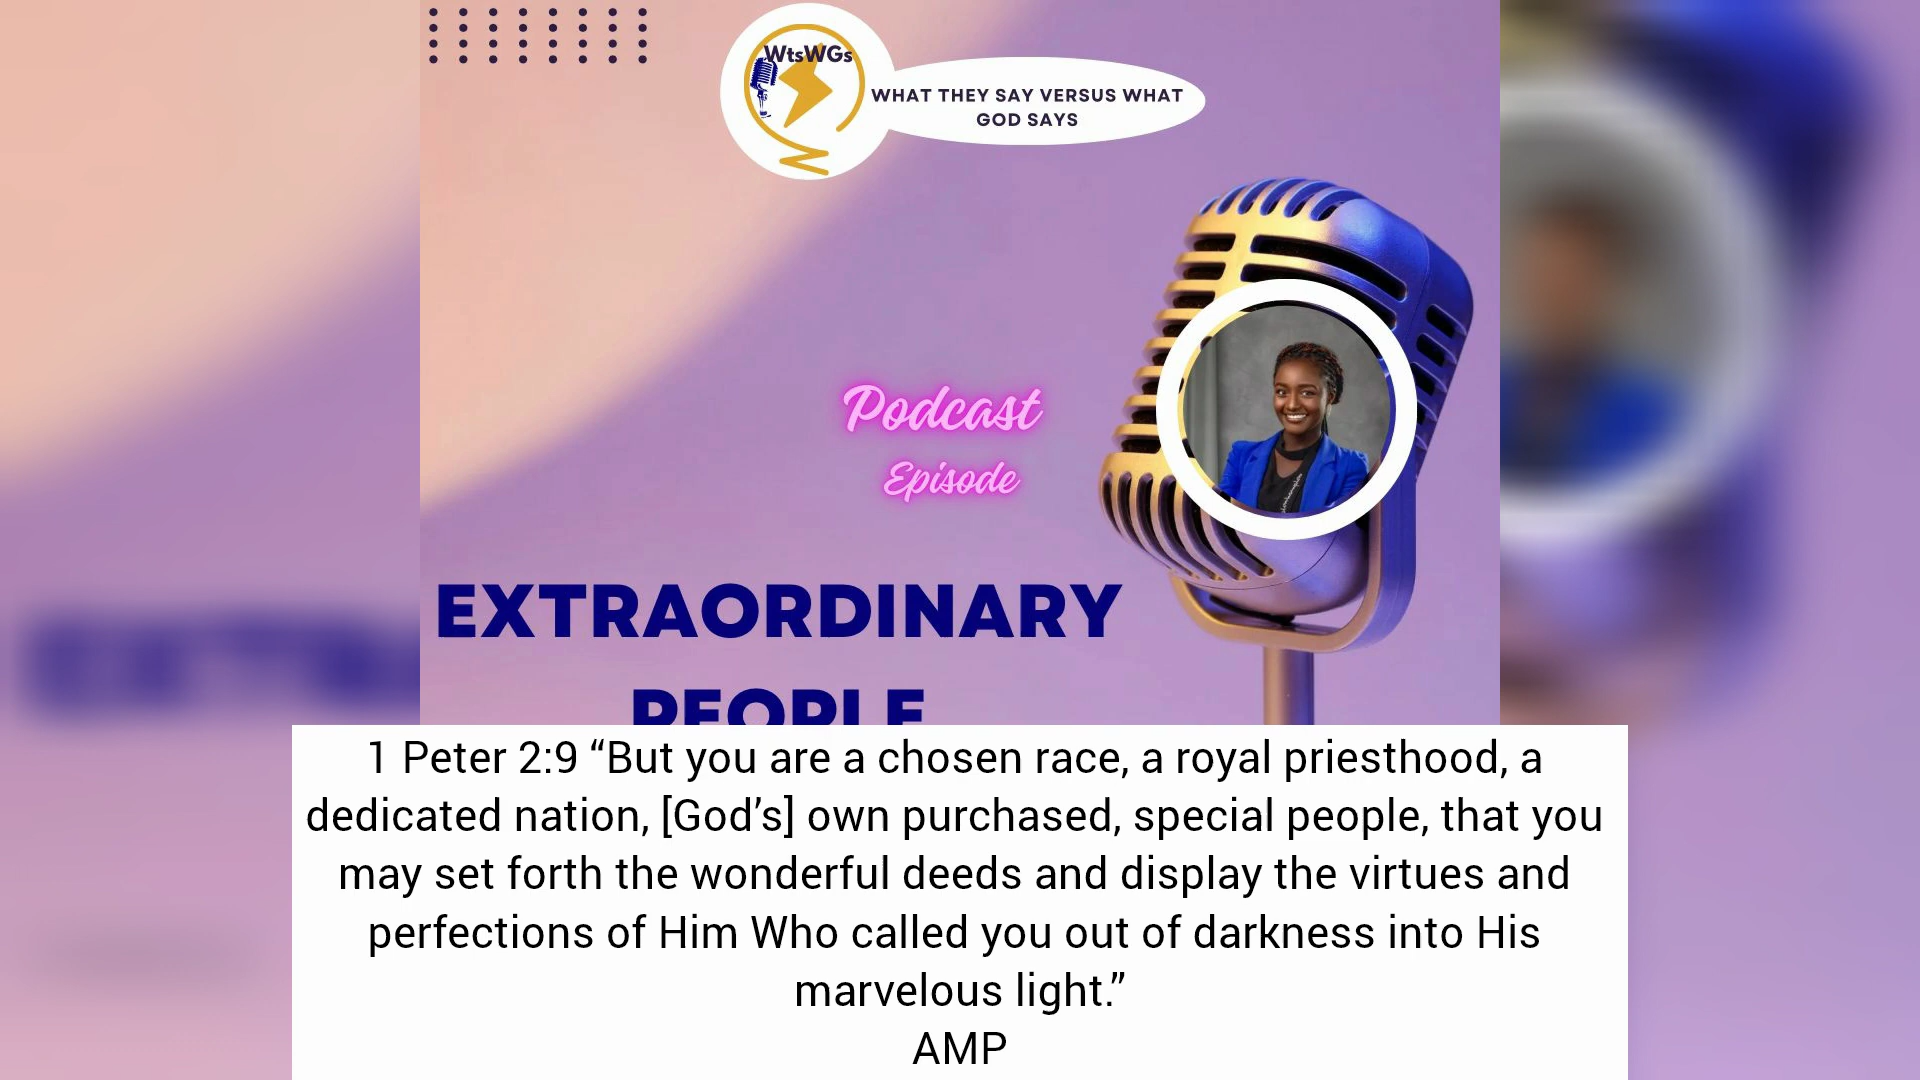 WtsWGs
WHAT THEY SAY VERSUS WHAT
GOD SAYS
Podcast
Episode
EXTRAORDINARY
PEOPLE
1 Peter 2:9 “But you are a chosen race, a royal priesthood, a
dedicated nation, [God’s] own purchased, special people, that you
may set forth the wonderful deeds and display the virtues and
perfections of Him Who called you out of darkness into His
marvelous light.”
AMP